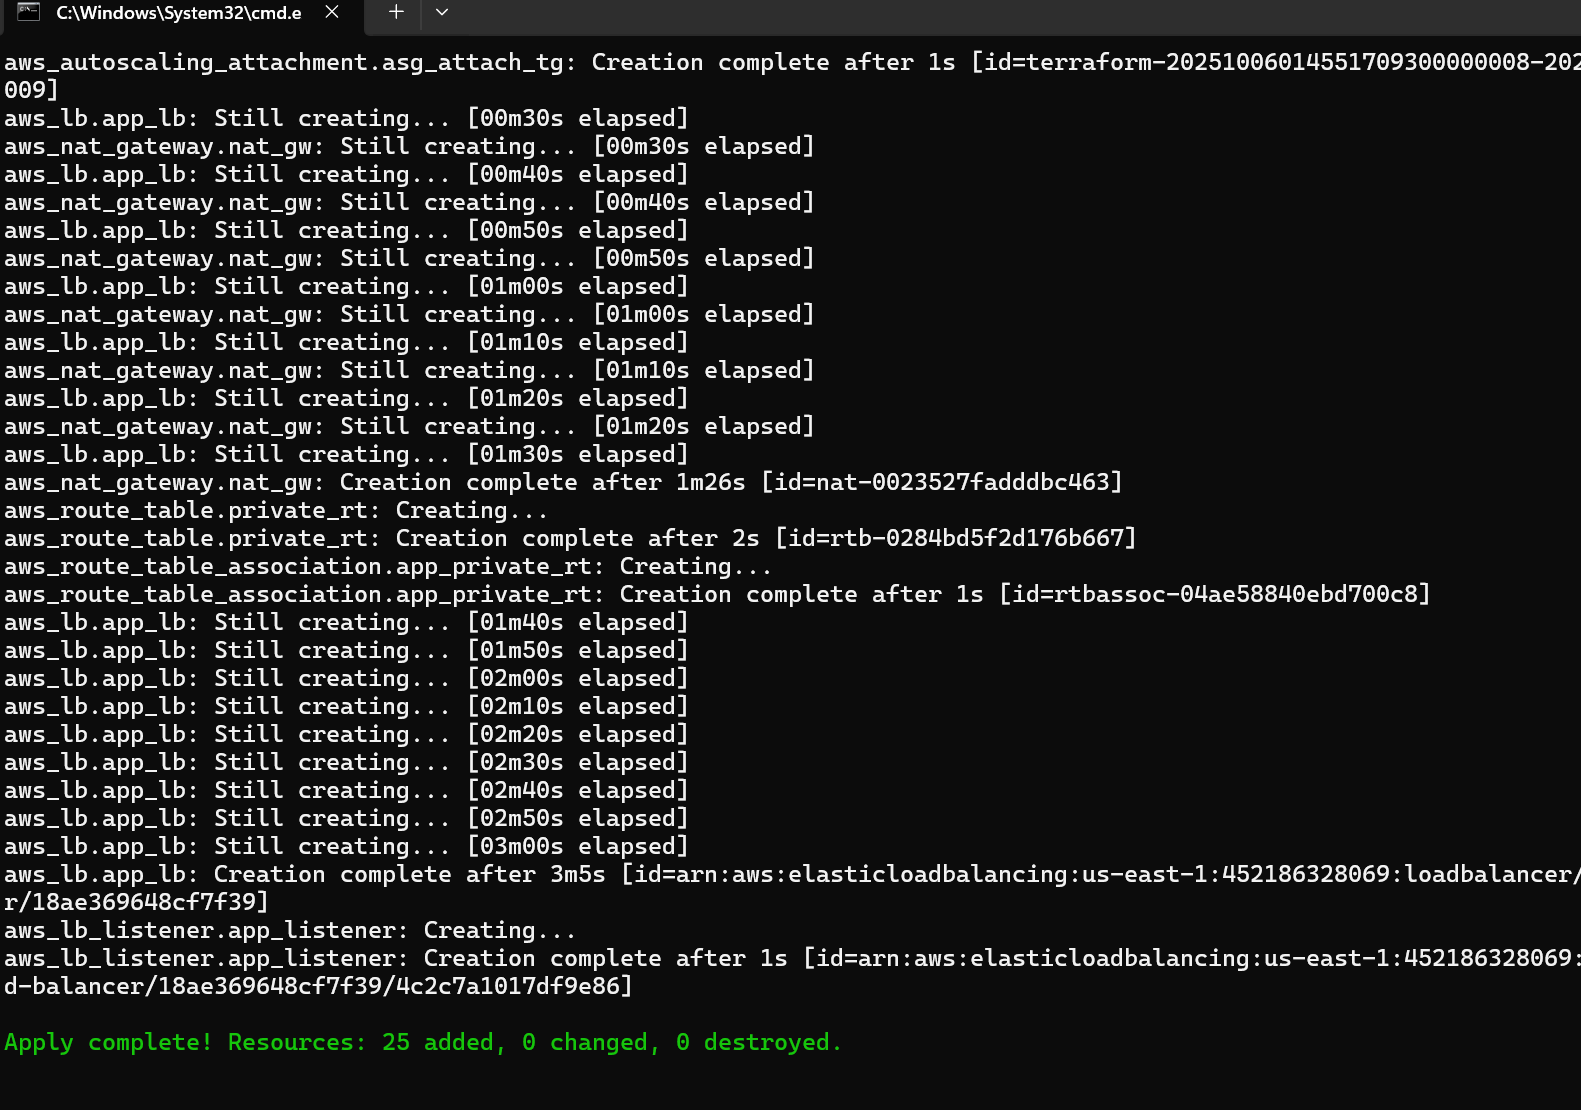 C:\Windows\System32\cmd.e
aws_autoscaling_attachment.asg_attach_tg: Creation complete after 1s [id=terraform-20251006014551709300000008-202
009]
aws_lb.app_lb: Still creating... [00m30s elapsed]
aws_nat_gateway.nat_gw: Still creating... [00m30s elapsed]
aws_lb.app_lb: Still creating... [00m40s elapsed]
aws_nat_gateway.nat_gw: Still creating... [00m40s elapsed]
aws_lb.app_lb: Still creating... [00m50s elapsed]
aws_nat_gateway.nat_gw: Still creating... [00m50s elapsed]
aws_lb.app_lb: Still creating... [01m00s elapsed]
aws_nat_gateway.nat_gw: Still creating... [01m00s elapsed]
aws_lb.app_lb: Still creating... [01m10s elapsed]
aws_nat_gateway.nat_gw: Still creating... [01m10s elapsed]
aws_lb.app_lb: Still creating... [01m20s elapsed]
aws_nat_gateway.nat_gw: Still creating... [01m20s elapsed]
aws_lb.app_lb: Still creating... [01m30s elapsed]
aws_nat_gateway.nat_gw: Creation complete after 1m26s [id=nat-0023527fadddbc463]
aws_route_table.private_rt: Creating...
aws_route_table.private_rt: Creation complete after 2s [id=rtb-0284bd5f2d176b667]
aws_route_table_association.app_private_rt: Creating...
aws_route_table_association.app_private_rt: Creation complete after 1s [id=rtbassoc-04ae58840ebd700c8]
aws_lb.app_lb: Still creating... [01m40s elapsed]
aws_lb.app_lb: Still creating... [01m50s elapsed]
aws_lb.app_lb: Still creating... [02m00s elapsed]
aws_lb.app_lb: Still creating... [02m10s elapsed]
aws_lb.app_lb: Still creating... [02m20s elapsed]
aws_lb.app_lb: Still creating... [02m30s elapsed]
aws_lb.app_lb: Still creating... [02m40s elapsed]
aws_lb.app_lb: Still creating... [02m50s elapsed]
aws_lb.app_lb: Still creating... [03m00s elapsed]
aws_lb.app_lb: Creation complete after 3m5s [id=arn:aws:elasticloadbalancing:us-east-1:452186328069:loadbalancer/
r/18ae369648cf7f39]
aws_lb_listener.app_listener: Creating...
aws_lb_listener.app_listener: Creation complete after 1s [id=arn:aws:elasticloadbalancing:us-east-1:452186328069:
d-balancer/18ae369648cf7f39/4c2c7a1017df9e86]
Apply complete! Resources: 25 added, 0 changed, 0 destroyed.